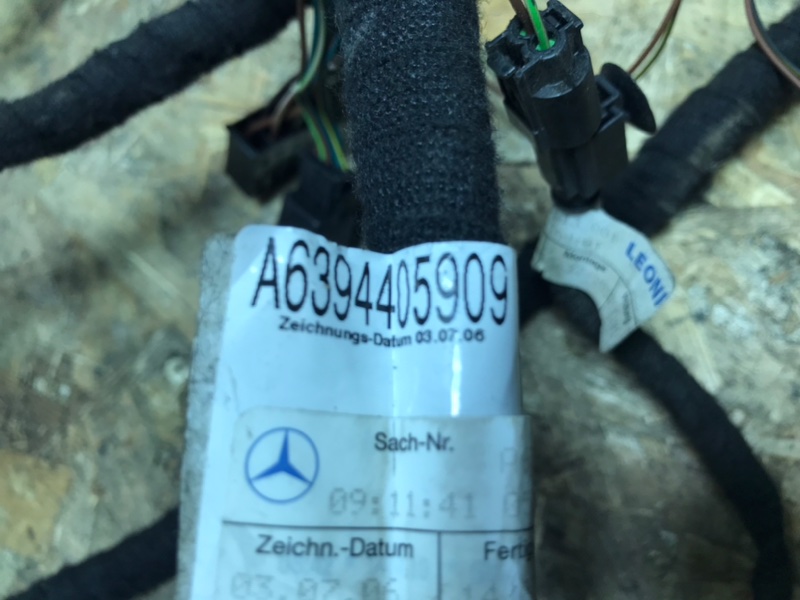 A6394405909
Zeichnungs-Datum 03.07.06
LEONI
Sach-Nr.
09:11:41
Zeichn.-Datum
03.07.06